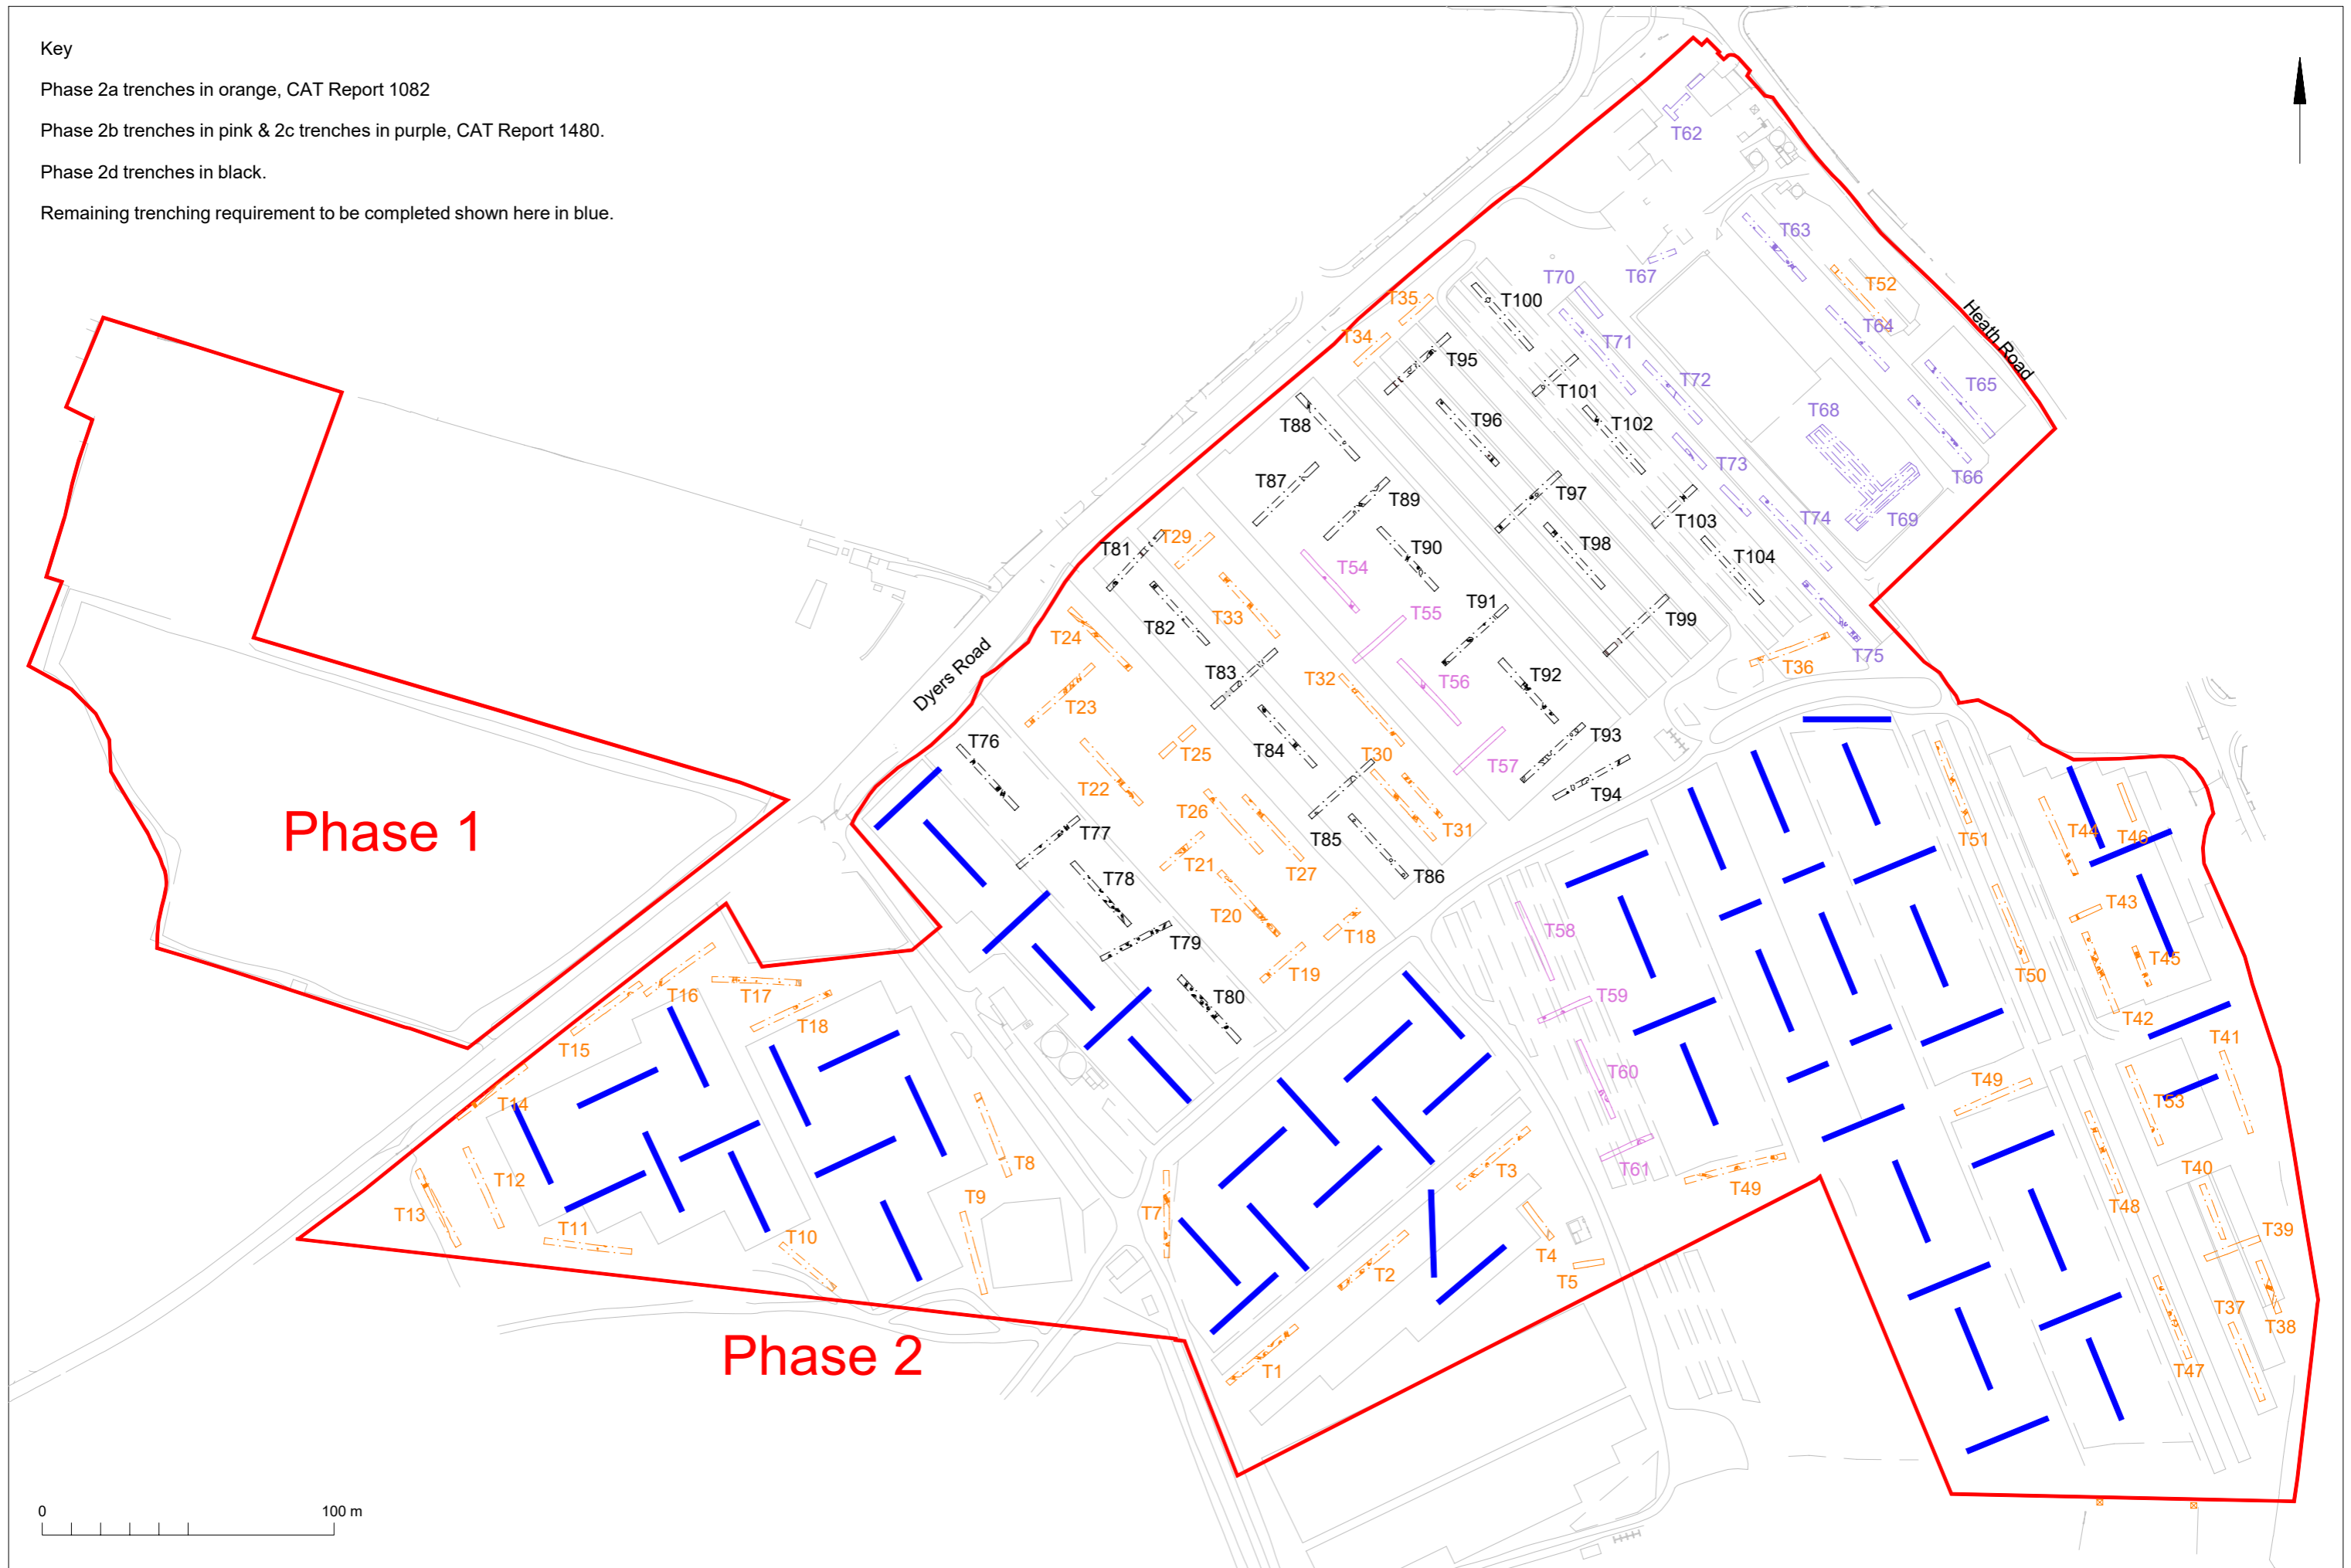 Key
Phase 2a trenches in orange, CAT Report 1082
Phase 2b trenches in pink & 2c trenches in purple, CAT Report 1480.
Phase 2d trenches in black.
Remaining trenching requirement to be completed shown here in blue.
T62
T63
T67
T70
T52
T100
T35
T64
Heath Road
T34
T71
T95
T72
T101
T65
T88
T96
T102
T68
T73
T66
T87
T89
T97
T103
T74
T69
T81
T29
T90
T98
T104
T54
T33
T82
T24
T91
T55
T99
T75
T36
Dyers Road
T83
T32
T56
T92
T23
T76
T25
T84
T30
T57
T93
T22
T94
T26
T31
T51
T44
T46
Phase 1
T77
T85
T21
T27
T86
T78
T20
T18
T58
T43
T19
T45
T50
T79
T80
T59
T16
T17
T18
T42
T15
T41
T60
T49
T14
T53
T8
T3
T61
T12
T40
T49
T48
T13
T9
T7
T11
T10
T4
T39
T2
T5
T37
T38
Phase 2
T1
T47
0
100 m